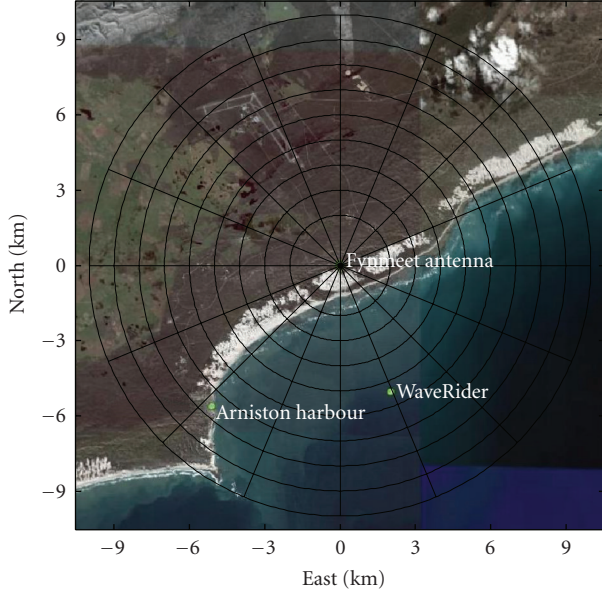 9
6
3
0
−3
−6
−9
North (km)
Fynmeet antenna
WaveRider
Arniston harbour
−9 −6 −3 0 3 6 9
East (km)